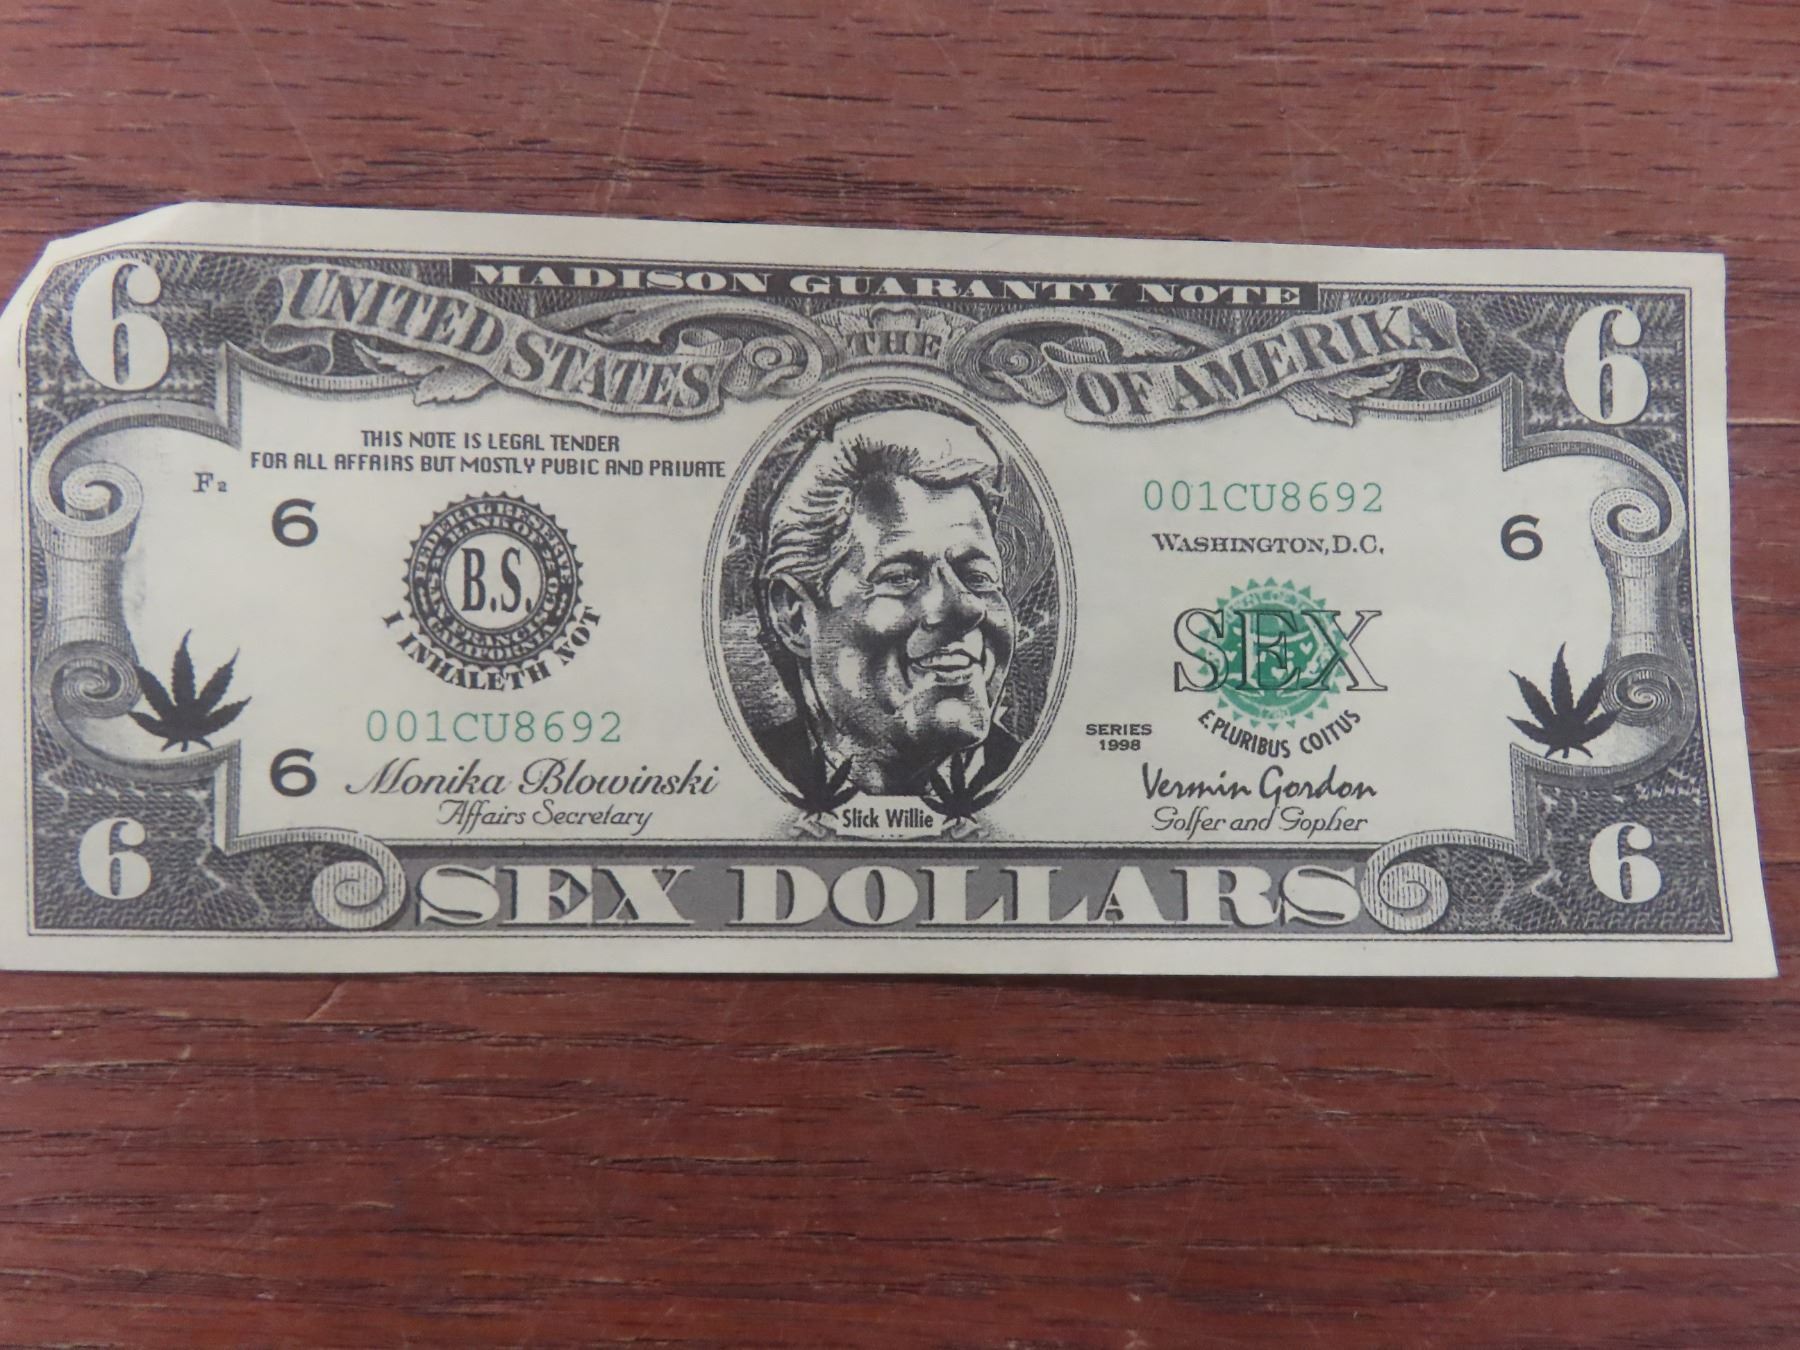 MADISON GUARANTY NOTE
6
UNITED STATES
THE
OF AMERIKA
6
THIS NOTE IS LEGAL TENDER
FOR ALL AFFAIRS BUT MOSTLY PUBIC AND PRIVATE
F2
6
B.S.
I INHALETH NOT
001CU8692
WASHINGTON, D.C.
6
SEX
E PLURIBUS COITUS
SERIES
1998
001CU8692
6
Monika Blowinski
Affairs Secretary
Slick Willie
Vermin Gordon
Golfer and Gopher
6
SEX DOLLARS
6